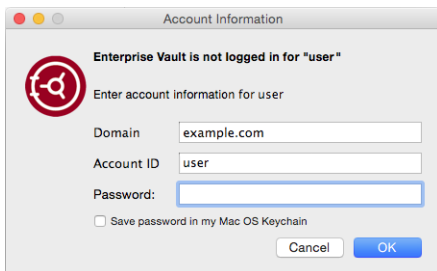 Account Information
Enterprise Vault is not logged in for "user"
Enter account information for user
Domain example.com
Account ID user
Password:
Save password in my Mac OS Keychain
Cancel OK